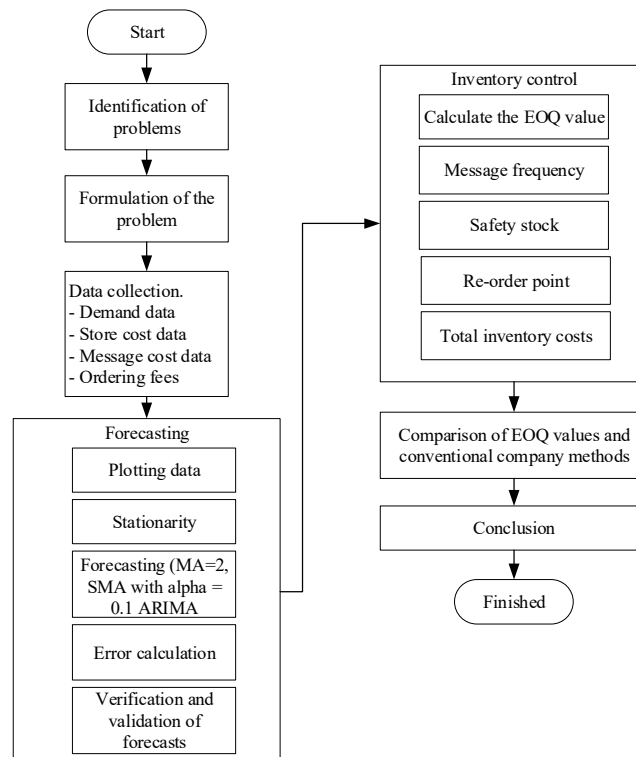 Start
Identification of
problems
Formulation of the
problem
Data collection.
- Demand data
- Store cost data
- Message cost data
- Ordering fees
Forecasting
Plotting data
Stationarity
Forecasting (MA=2,
SMA with alpha =
0.1 ARIMA
Error calculation
Verification and
validation of
forecasts
Inventory control
Calculate the EOQ value
Message frequency
Safety stock
Re-order point
Total inventory costs
Comparison of EOQ values and
conventional company methods
Conclusion
Finished